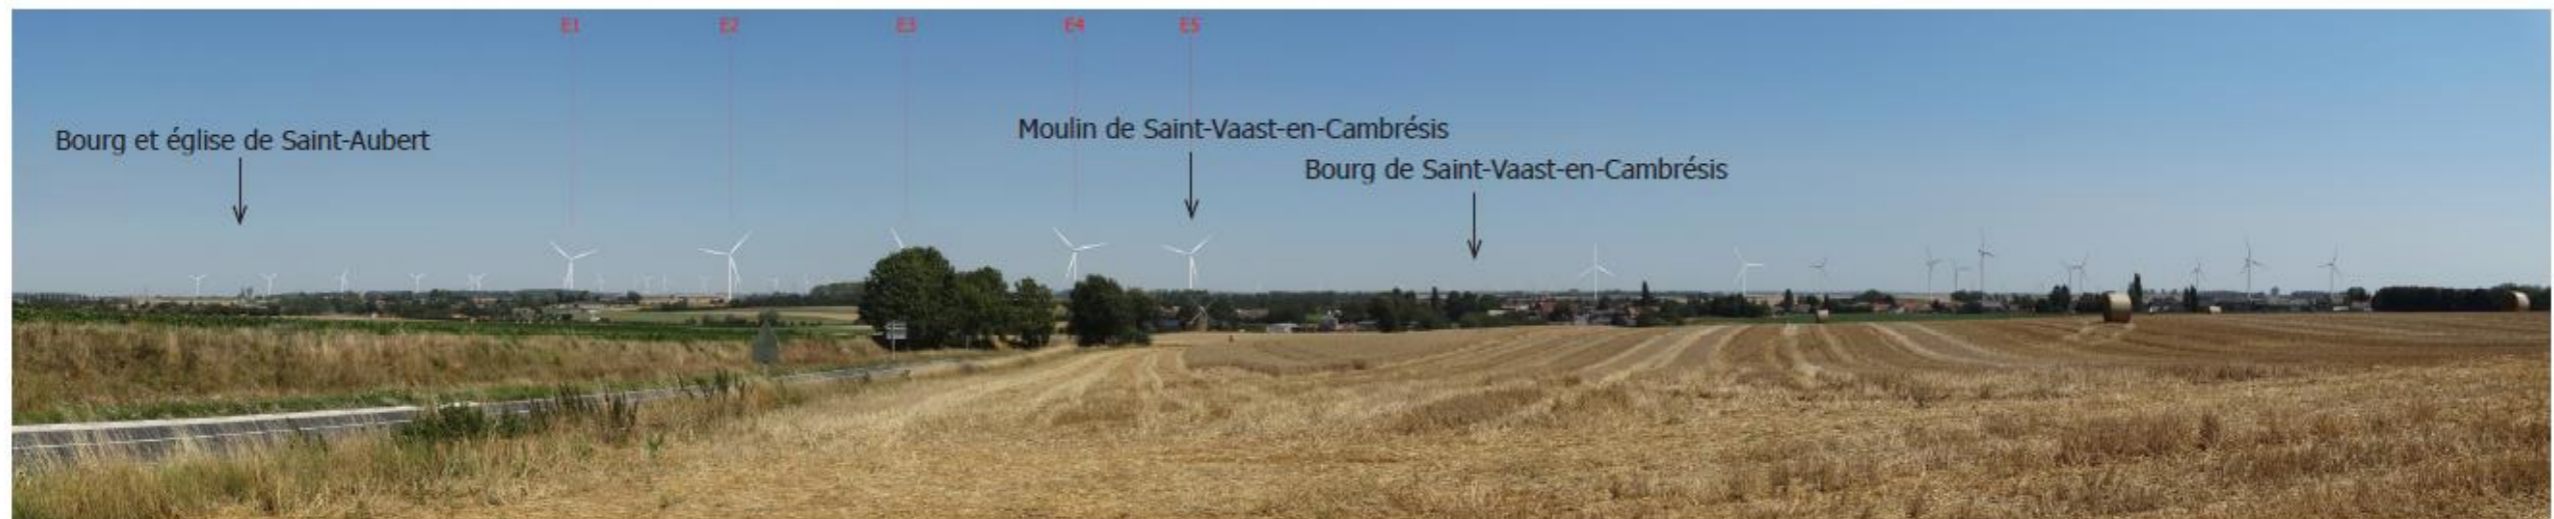 E1 E2 E3 E4 E5
Moulin de Saint-Vaast-en-Cambrésis
Bourg et église de Saint-Aubert
Bourg de Saint-Vaast-en-Cambrésis